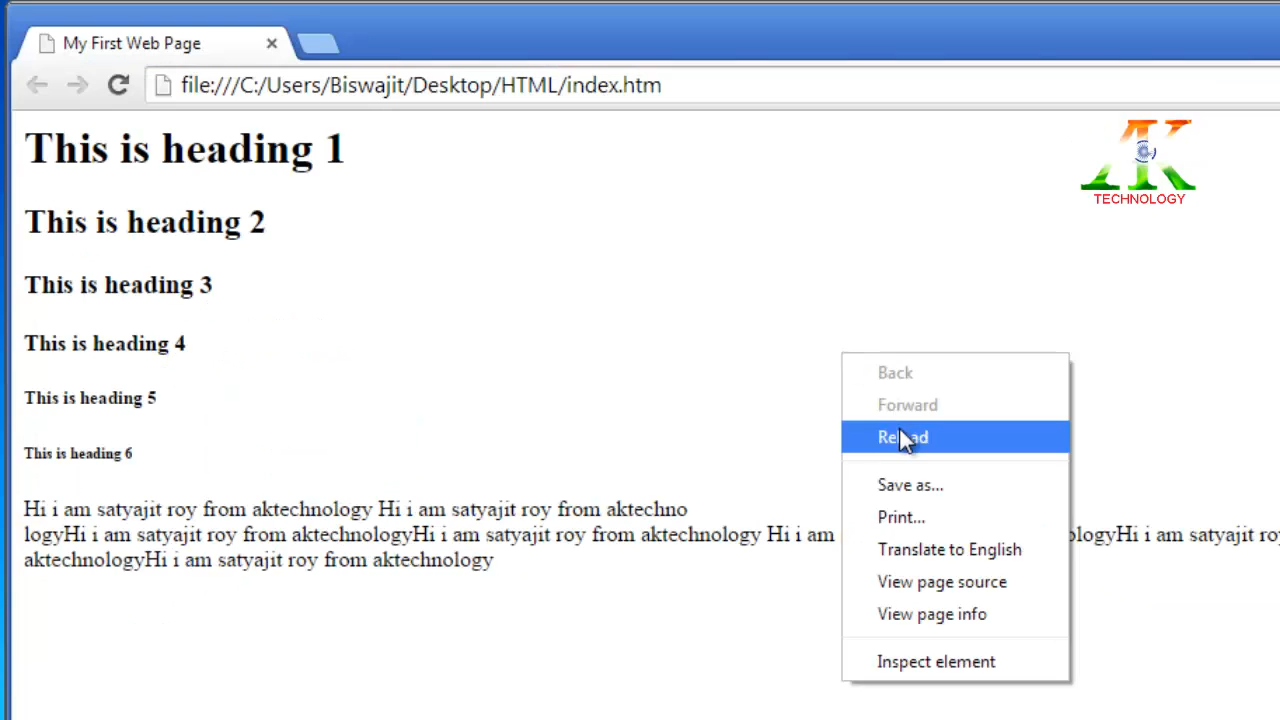 My First Web Page
file:///C:/Users/Biswajit/Desktop/HTML/index.htm
This is heading 1
AK
TECHNOLOGY
This is heading 2
This is heading 3
This is heading 4
This is heading 5
This is heading 6
Hi i am satyajit roy from aktechnology Hi i am satyajit roy from aktechno
logyHi i am satyajit roy from aktechnologyHi i am satyajit roy from aktechnology Hi i am ologyHi i am satyajit
aktechnologyHi i am satyajit roy from aktechnology
Back
Forward
Reload
Save as...
Print...
Translate to English
View page source
View page info
Inspect element